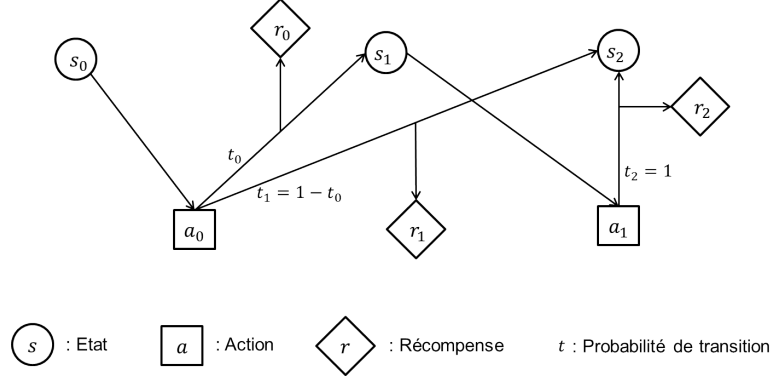 r₀
s₀
s₁
s₂
r₂
t₀
t₂ = 1
t₁ = 1 − t₀
a₀
r₁
a₁
s : Etat a : Action r : Récompense t : Probabilité de transition